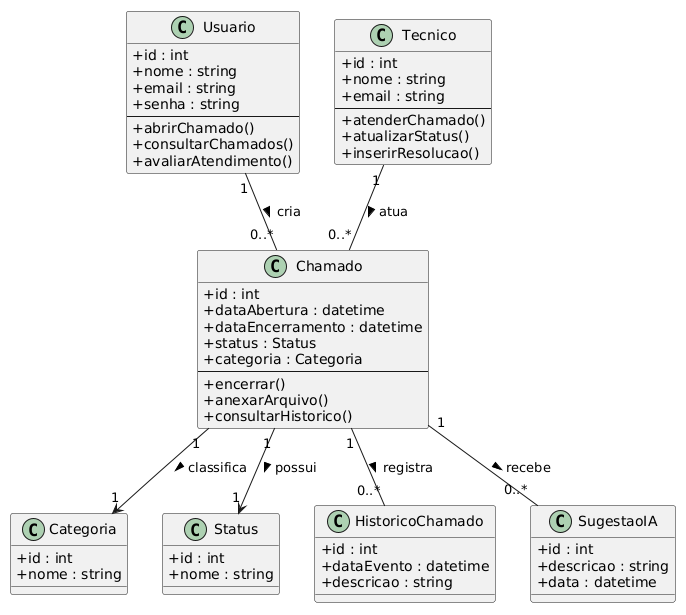 C Usuario
+id : int
+nome : string
+email : string
+senha : string
+abrirChamado()
+consultarChamados()
+avaliarAtendimento()
C Tecnico
+id : int
+nome : string
+email : string
+atenderChamado()
+atualizarStatus()
+inserirResolucao()
1
cria
0..*
1
atua
0..*
C Chamado
+id : int
+dataAbertura : datetime
+dataEncerramento : datetime
+status : Status
+categoria : Categoria
+encerrar()
+anexarArquivo()
+consultarHistorico()
1
classifica
1
1
possui
1
1
registra
0..*
1
recebe
0..*
C Categoria
+id : int
+nome : string
C Status
+id : int
+nome : string
C HistoricoChamado
+id : int
+dataEvento : datetime
+descricao : string
C SugestaoIA
+id : int
+descricao : string
+data : datetime